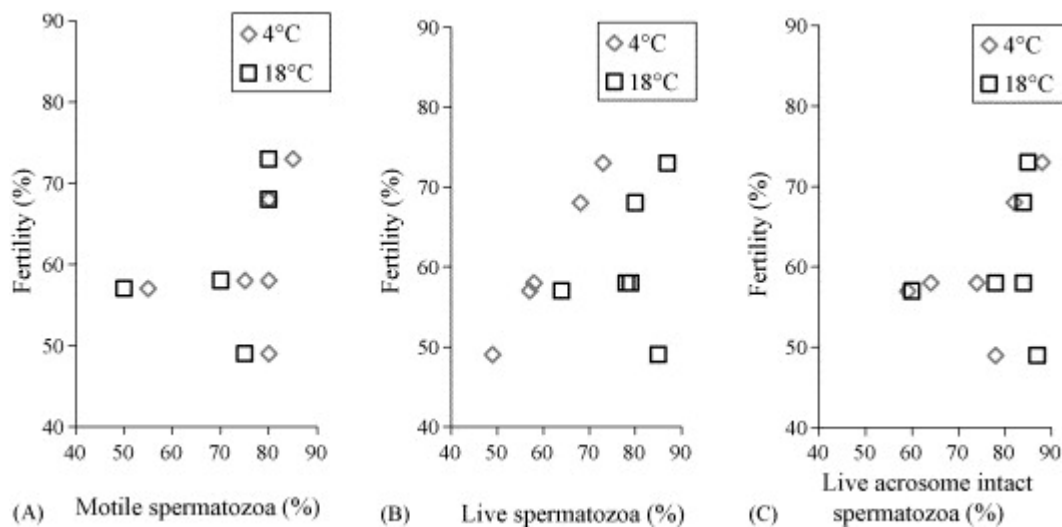 90
80
70
60
50
40
Fertility (%)
4°C
18°C
40 50 60 70 80 90
(A) Motile spermatozoa (%)
90
80
70
60
50
40
Fertility (%)
4°C
18°C
40 50 60 70 80 90
(B) Live spermatozoa (%)
90
80
70
60
50
40
Fertility (%)
4°C
18°C
40 50 60 70 80 90
Live acrosome intact
(C) spermatozoa (%)